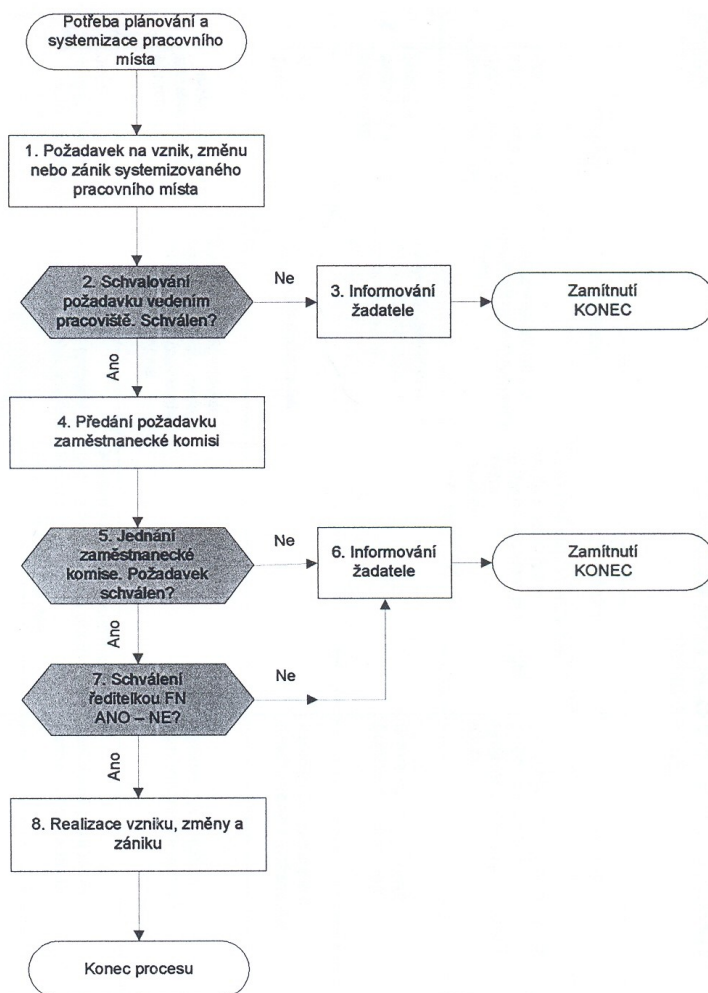 Potřeba plánování a
systemizace pracovního
místa
1. Požadavek na vznik, změnu
nebo zánik systemizovaného
pracovního místa
2. Schvalování
požadavku vedením
pracoviště. Schválen?
Ne
3. Informování
žadatele
Zamítnutí
KONEC
Ano
4. Předání požadavku
zaměstnanecké komisi
5. Jednání
zaměstnanecké
komise. Požadavek
schválen?
Ne
6. Informování
žadatele
Zamítnutí
KONEC
Ano
7. Schválení
ředitelkou FN
ANO – NE?
Ne
Ano
8. Realizace vzniku, změny a
zániku
Konec procesu